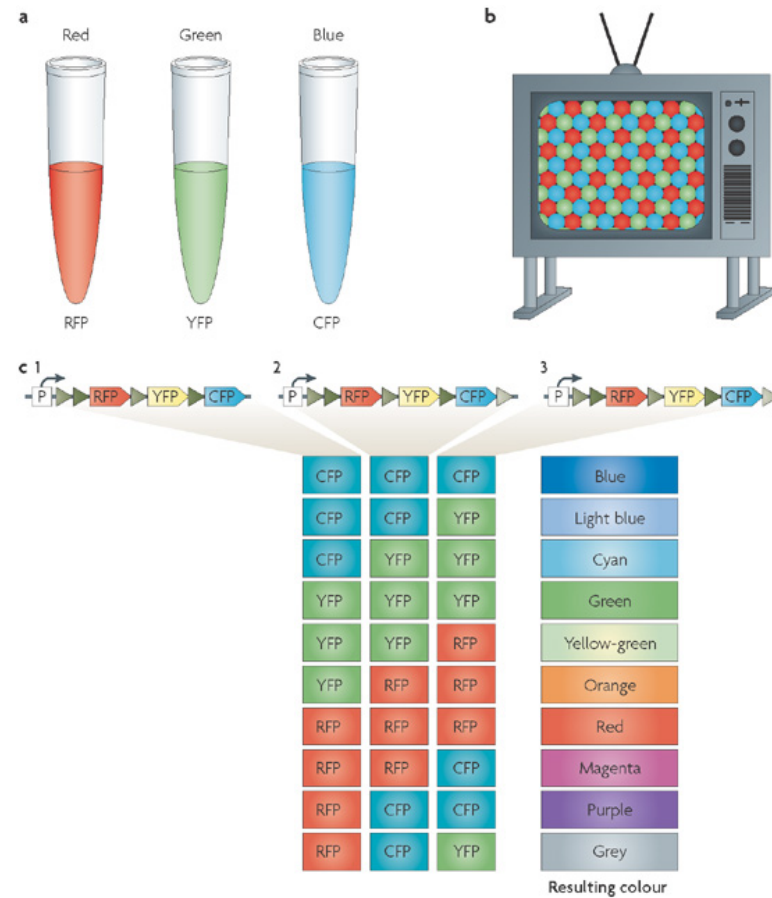 a
Red Green Blue
RFP YFP CFP
b
c 1
P RFP YFP CFP
2
P RFP YFP CFP
3
P RFP YFP CFP
CFP CFP CFP Blue
CFP CFP YFP Light blue
CFP YFP YFP Cyan
YFP YFP YFP Green
YFP YFP RFP Yellow-green
YFP RFP RFP Orange
RFP RFP RFP Red
RFP RFP CFP Magenta
RFP CFP CFP Purple
RFP CFP YFP Grey
Resulting colour